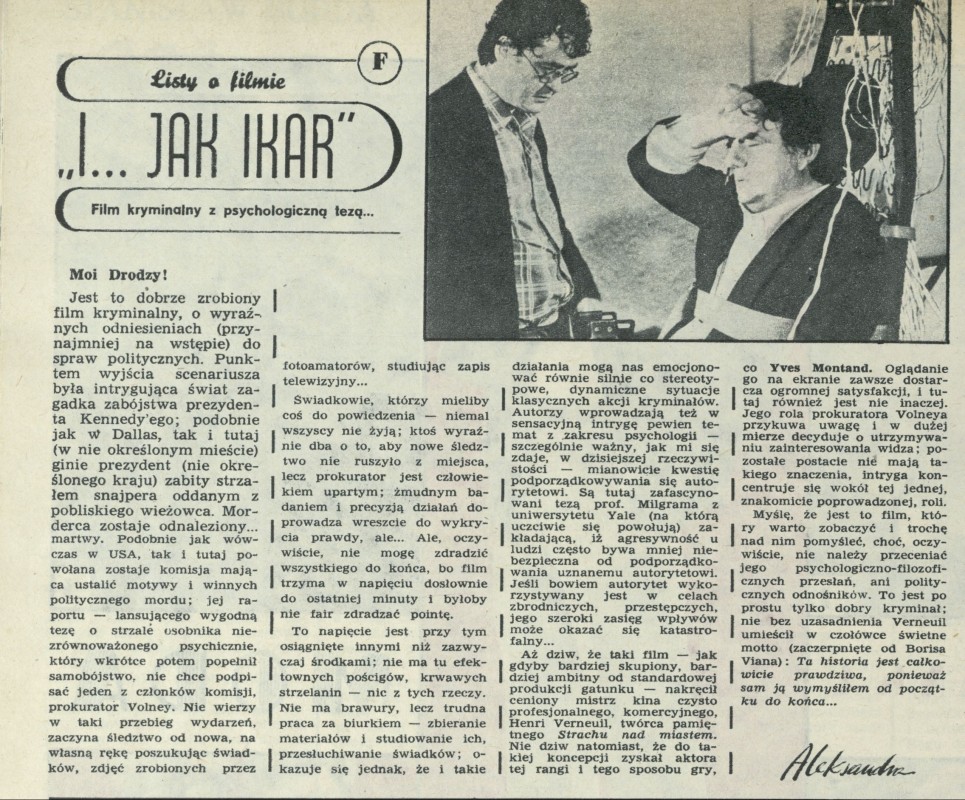 F
Listy o filmie
„I... JAK IKAR”
Film kryminalny z psychologiczną tezą...
Moi Drodzy!
Jest to dobrze zrobiony
film kryminalny, o wyraź-
nych odniesieniach (przy-
najmniej na wstępie) do
spraw politycznych. Punk-
tem wyjścia scenariusza
była intrygująca świat za-
gadka zabójstwa prezyden-
ta Kennedy'ego; podobnie
jak w Dallas, tak i tutaj
(w nie określonym mieście)
ginie prezydent (nie okre-
ślonego kraju) zabity strza-
łem snajpera oddanym z
pobliskiego wieżowca. Mor-
derca zostaje odnaleziony...
martwy. Podobnie jak wów-
czas w USA, tak i tutaj po-
wołana zostaje komisja mają-
ca ustalić motywy i winnych
politycznego mordu; jej ra-
portu — lansującego wygodną
tezę o strzale osobnika nie-
zrównoważonego psychicznie,
który wkrótce potem popełnił
samobójstwo, nie chce podpi-
sać jeden z członków komisji,
prokurator Volney. Nie wierzy
w taki przebieg wydarzeń,
zaczyna śledztwo od nowa, na
własną rękę poszukując świad-
ków, zdjęć zrobionych przez
fotoamatorów, studiując zapis
telewizyjny...
Świadkowie, którzy mieliby
coś do powiedzenia — niemal
wszyscy nie żyją; ktoś wyraź-
nie dba o to, aby nowe śledz-
two nie ruszyło z miejsca,
lecz prokurator jest człowie-
kiem upartym; żmudnym ba-
daniem i precyzją działań do-
prowadza wreszcie do wykry-
cia prawdy, ale... Ale, oczy-
wiście, nie mogę zdradzić
wszystkiego do końca, bo film
trzyma w napięciu dosłownie
do ostatniej minuty i byłoby
nie fair zdradzać pointę.
To napięcie jest przy tym
osiągnięte innymi niż zazwy-
czaj środkami; nie ma tu efek-
townych pościgów, krwawych
strzelanin — nic z tych rzeczy.
Nie ma brawury, lecz trudna
praca za biurkiem — zbieranie
materiałów i studiowanie ich,
przesłuchiwanie świadków; o-
kazuje się jednak, że i takie
działania mogą nas emocjono-
wać równie silnie co stereoty-
powe, dynamiczne sytuacje
klasycznych akcji kryminałów.
Autorzy wprowadzają też w
sensacyjną intrygę pewien te-
mat z zakresu psychologii —
szczególnie ważny, jak mi się
zdaje, w dzisiejszej rzeczywi-
stości — mianowicie kwestię
podporządkowywania się auto-
rytetowi. Są tutaj zafascyno-
wani tezą prof. Milgrama z
uniwersytetu Yale (na którą
uczciwie się powołują) za-
kładającą, iż agresywność u
ludzi często bywa mniej nie-
bezpieczna od podporządko-
wania uznanemu autorytetowi.
Jeśli bowiem autorytet wyko-
rzystywany jest w celach
zbrodniczych, przestępczych,
jego szeroki zasięg wpływów
może okazać się katastro-
falny...
Aż dziw, że taki film — jak
gdyby bardziej skupiony, bar-
dziej ambitny od standardowej
produkcji gatunku — nakręcił
ceniony mistrz kina czysto
profesjonalnego, komercyjnego,
Henri Verneuil, twórca pamię-
tnego Strachu nad miastem.
Nie dziw natomiast, że do ta-
kiej koncepcji zyskał aktora
tej rangi i tego sposobu gry,
co Yves Montand. Oglądanie
go na ekranie zawsze dostar-
cza ogromnej satysfakcji, i tu-
taj również jest nie inaczej.
Jego rola prokuratora Volneya
przykuwa uwagę i w dużej
mierze decyduje o utrzymywa-
niu zainteresowania widza; po-
zostałe postacie nie mają ta-
kiego znaczenia, intryga kon-
centruje się wokół tej jednej,
znakomicie poprowadzonej, roli.
Myślę, że jest to film, któ-
ry warto zobaczyć i trochę
nad nim pomyśleć, choć, oczy-
wiście, nie należy przeceniać
jego psychologiczno-filozofi-
cznych przesłań, ani polity-
cznych odnośników. To jest po
prostu tylko dobry kryminał;
nie bez uzasadnienia Verneuil
umieścił w czołówce świetne
motto (zaczerpnięte od Borisa
Viana): Ta historia jest całko-
wicie prawdziwa, ponieważ
sam ją wymyśliłem od począt-
ku do końca...
Aleksandra